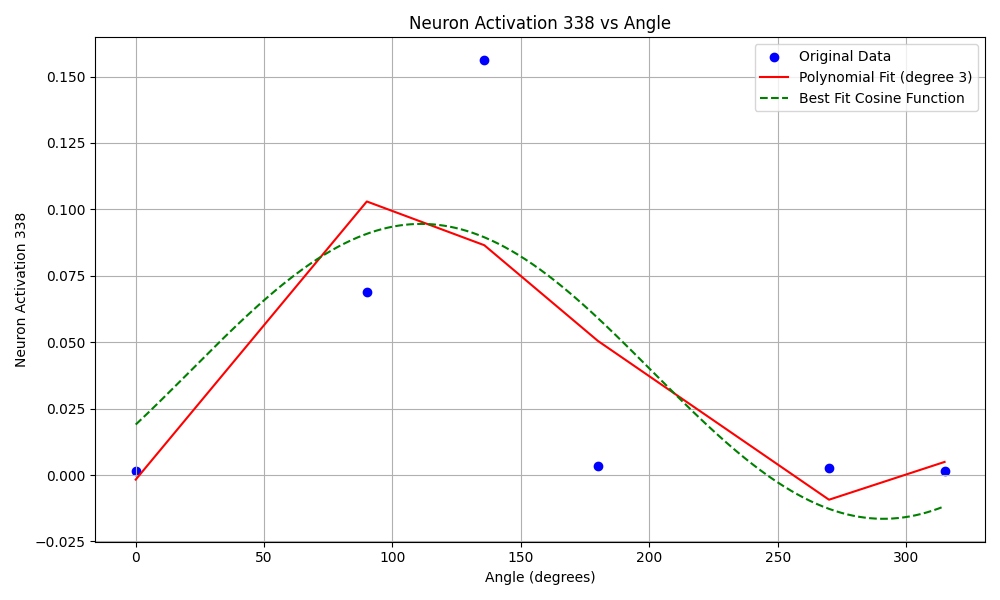 Neuron Activation 338 vs Angle
Original Data
Polynomial Fit (degree 3)
Best Fit Cosine Function
Neuron Activation 338
0.150
0.125
0.100
0.075
0.050
0.025
0.000
−0.025
0
50
100
150
200
250
300
Angle (degrees)